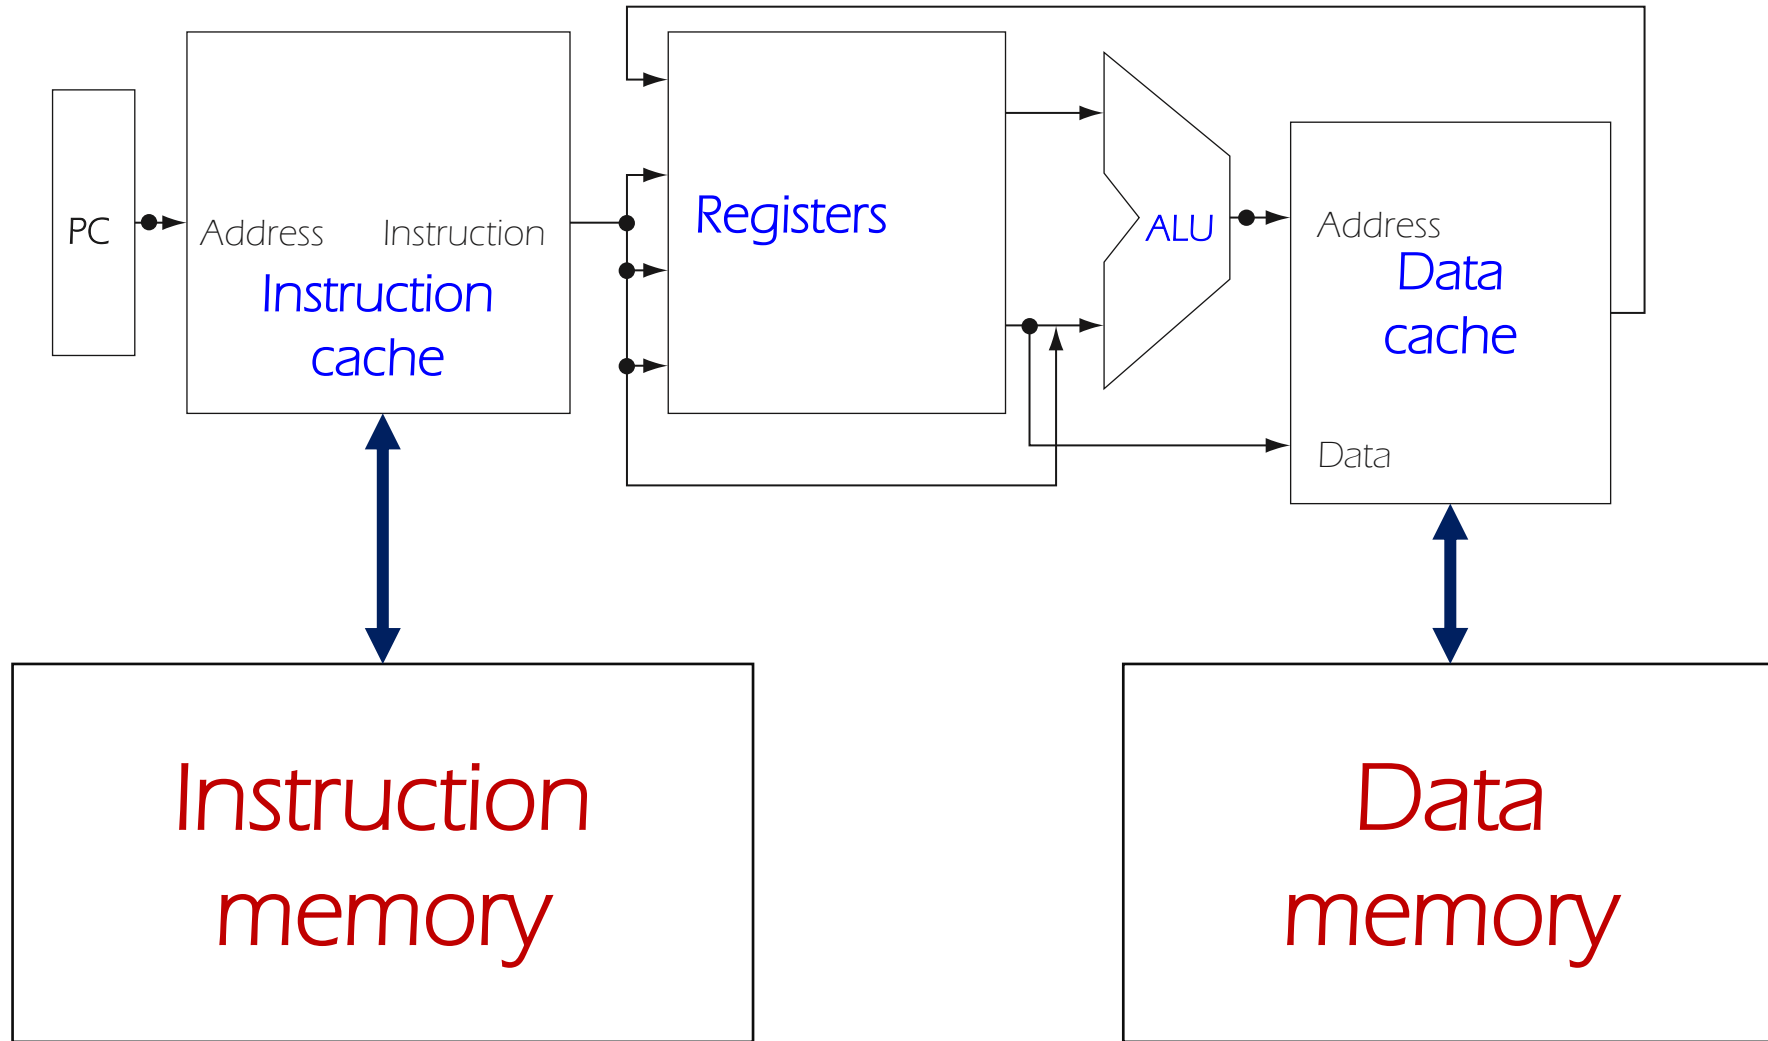 PC
Address
Instruction
Instruction
cache
Registers
ALU
Address
Data
cache
Data
Instruction
memory
Data
memory